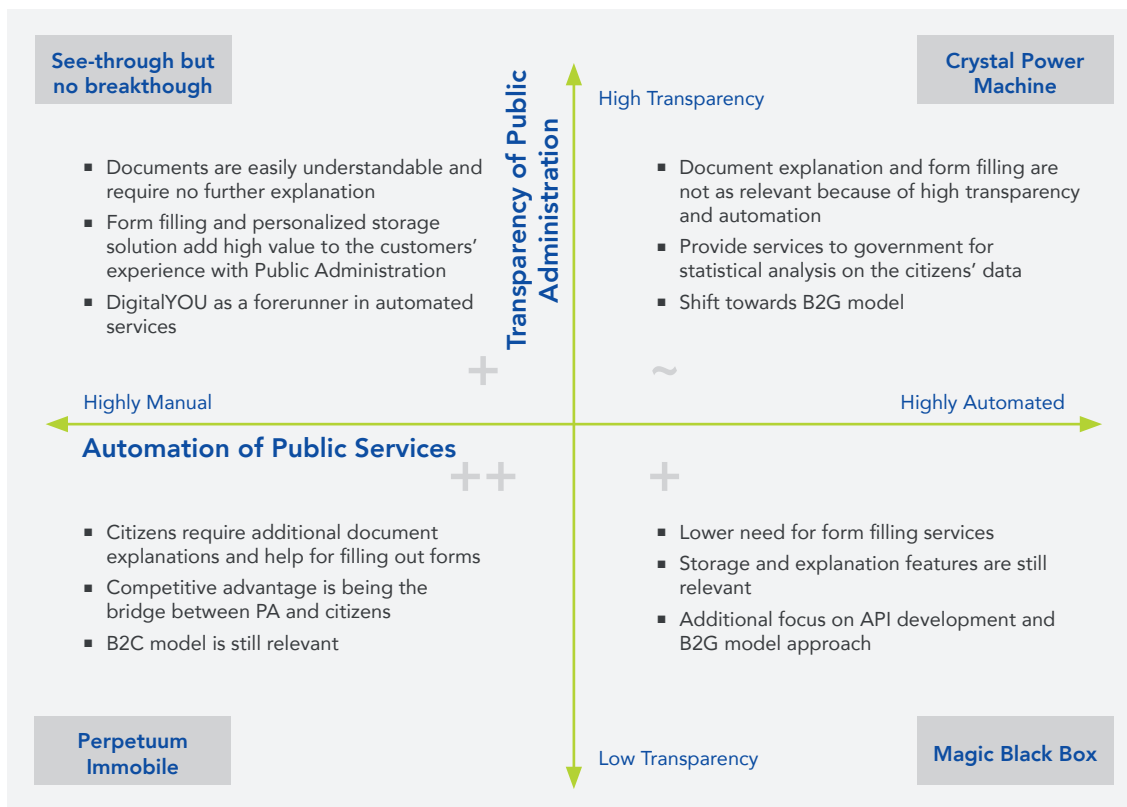 See-through but
no breakthough
Crystal Power
Machine
Transparency of Public
Administration
High Transparency
▪ Documents are easily understandable and
require no further explanation
▪ Form filling and personalized storage
solution add high value to the customers’
experience with Public Administration
▪ DigitalYOU as a forerunner in automated
services
+
▪ Document explanation and form filling are
not as relevant because of high transparency
and automation
▪ Provide services to government for
statistical analysis on the citizens’ data
▪ Shift towards B2G model
~
Highly Manual
Highly Automated
Automation of Public Services
++
+
▪ Citizens require additional document
explanations and help for filling out forms
▪ Competitive advantage is being the
bridge between PA and citizens
▪ B2C model is still relevant
▪ Lower need for form filling services
▪ Storage and explanation features are still
relevant
▪ Additional focus on API development and
B2G model approach
Perpetuum
Immobile
Low Transparency
Magic Black Box